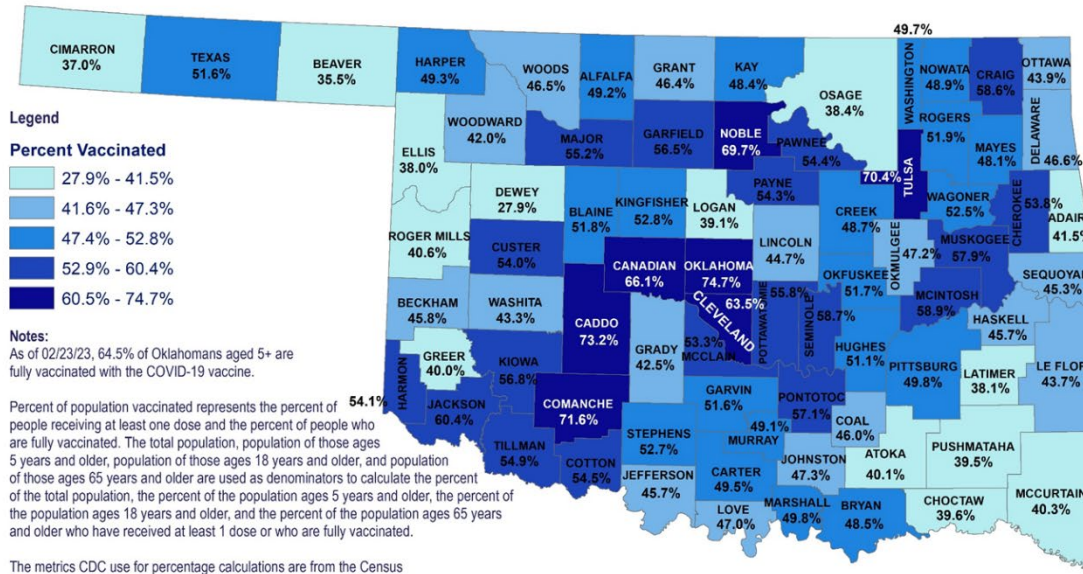 49.7%
CIMARRON
37.0%
TEXAS
51.6%
BEAVER
35.5%
HARPER
49.3%
WOODS
46.5%
ALFALFA
49.2%
GRANT
46.4%
KAY
48.4%
OSAGE
38.4%
WASHINGTON
NOWATA
48.9%
CRAIG
58.6%
OTTAWA
43.9%
Legend
Percent Vaccinated
27.9% - 41.5%
41.6% - 47.3%
47.4% - 52.8%
52.9% - 60.4%
60.5% - 74.7%
ELLIS
38.0%
WOODWARD
42.0%
MAJOR
55.2%
GARFIELD
56.5%
NOBLE
69.7%
PAWNEE
54.4%
70.4%
TULSA
ROGERS
51.9%
MAYES
48.1%
DELAWARE
46.6%
DEWEY
27.9%
BLAINE
51.8%
KINGFISHER
52.8%
LOGAN
39.1%
PAYNE
54.3%
CREEK
48.7%
WAGONER
52.5%
CHEROKEE
53.8%
ADAIR
41.5%
ROGER MILLS
40.6%
CUSTER
54.0%
CANADIAN
66.1%
OKLAHOMA
74.7%
LINCOLN
44.7%
OKMULGEE
47.2%
MUSKOGEE
57.9%
SEQUOYAH
45.3%
BECKHAM
45.8%
WASHITA
43.3%
CADDO
73.2%
63.5%
CLEVELAND
55.8%
POTTAWATOMIE
SEMINOLE
58.7%
OKFUSKEE
51.7%
MCINTOSH
58.9%
HASKELL
45.7%
Notes:
As of 02/23/23, 64.5% of Oklahomans aged 5+ are
fully vaccinated with the COVID-19 vaccine.
GREER
40.0%
KIOWA
56.8%
GRADY
42.5%
53.3%
MCCLAIN
HUGHES
51.1%
PITTSBURG
49.8%
LATIMER
38.1%
LE FLOR
43.7%
54.1%
HARMON
JACKSON
60.4%
COMANCHE
71.6%
GARVIN
51.6%
PONTOTOC
57.1%
COAL
46.0%
PUSHMATAHA
39.5%
TILLMAN
54.9%
COTTON
54.5%
STEPHENS
52.7%
49.1%
MURRAY
JOHNSTON
47.3%
ATOKA
40.1%
MCCURTAIN
40.3%
JEFFERSON
45.7%
CARTER
49.5%
LOVE
47.0%
MARSHALL
49.8%
BRYAN
48.5%
CHOCTAW
39.6%
Percent of population vaccinated represents the percent of
people receiving at least one dose and the percent of people who
are fully vaccinated. The total population, population of those ages
5 years and older, population of those ages 18 years and older, and population
of those ages 65 years and older are used as denominators to calculate the percent
of the total population, the percent of the population ages 5 years and older, the percent of
the population ages 18 years and older, and the percent of the population ages 65 years
and older who have received at least 1 dose or who are fully vaccinated.
The metrics CDC use for percentage calculations are from the Census